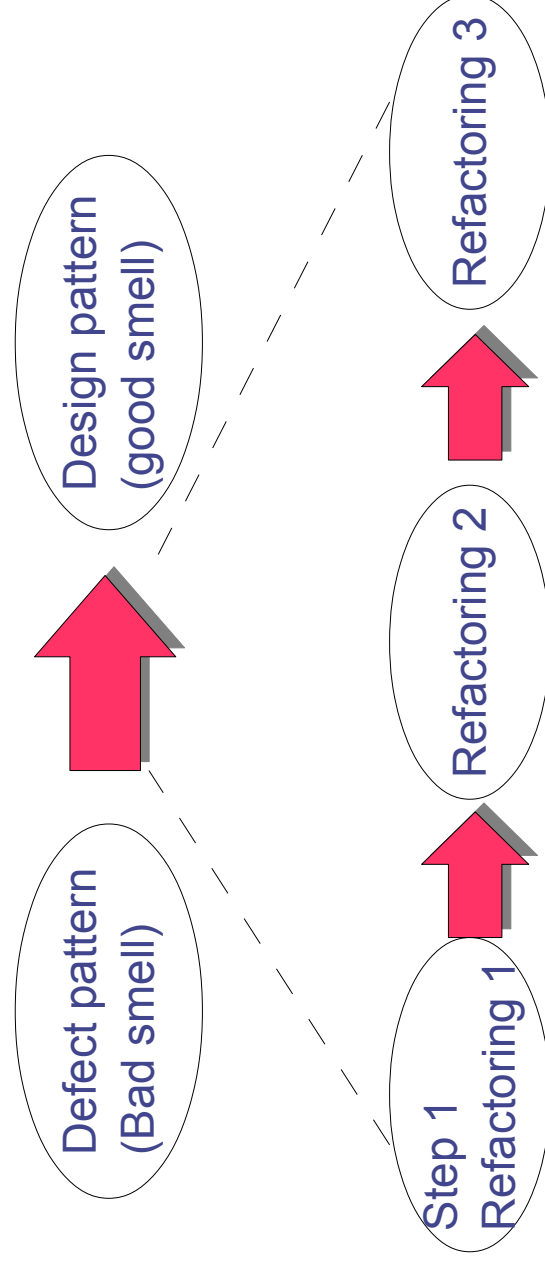 Defect pattern
(Bad smell)
Design pattern
(good smell)
Step 1
Refactoring 1
Refactoring 2
Refactoring 3